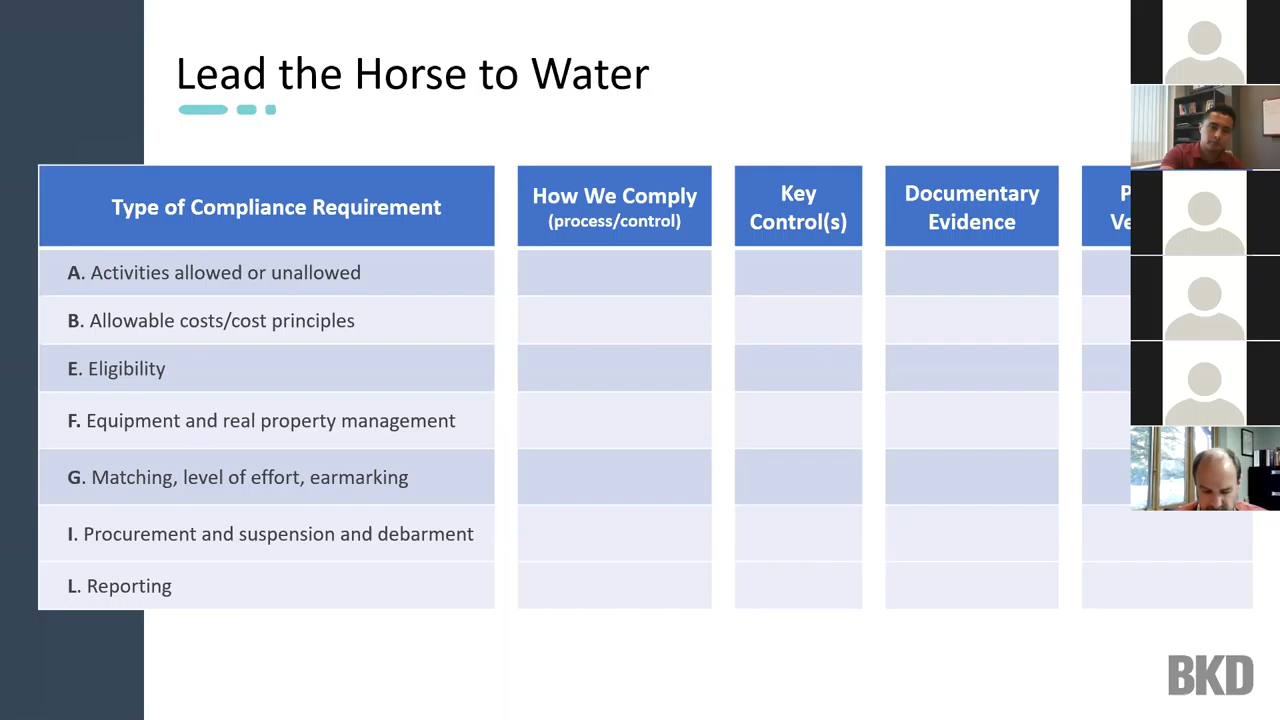 Lead the Horse to Water
Type of Compliance Requirement
How We Comply
(process/control)
Key
Control(s)
Documentary
Evidence
A. Activities allowed or unallowed
B. Allowable costs/cost principles
E. Eligibility
F. Equipment and real property management
G. Matching, level of effort, earmarking
I. Procurement and suspension and debarment
L. Reporting
BKD